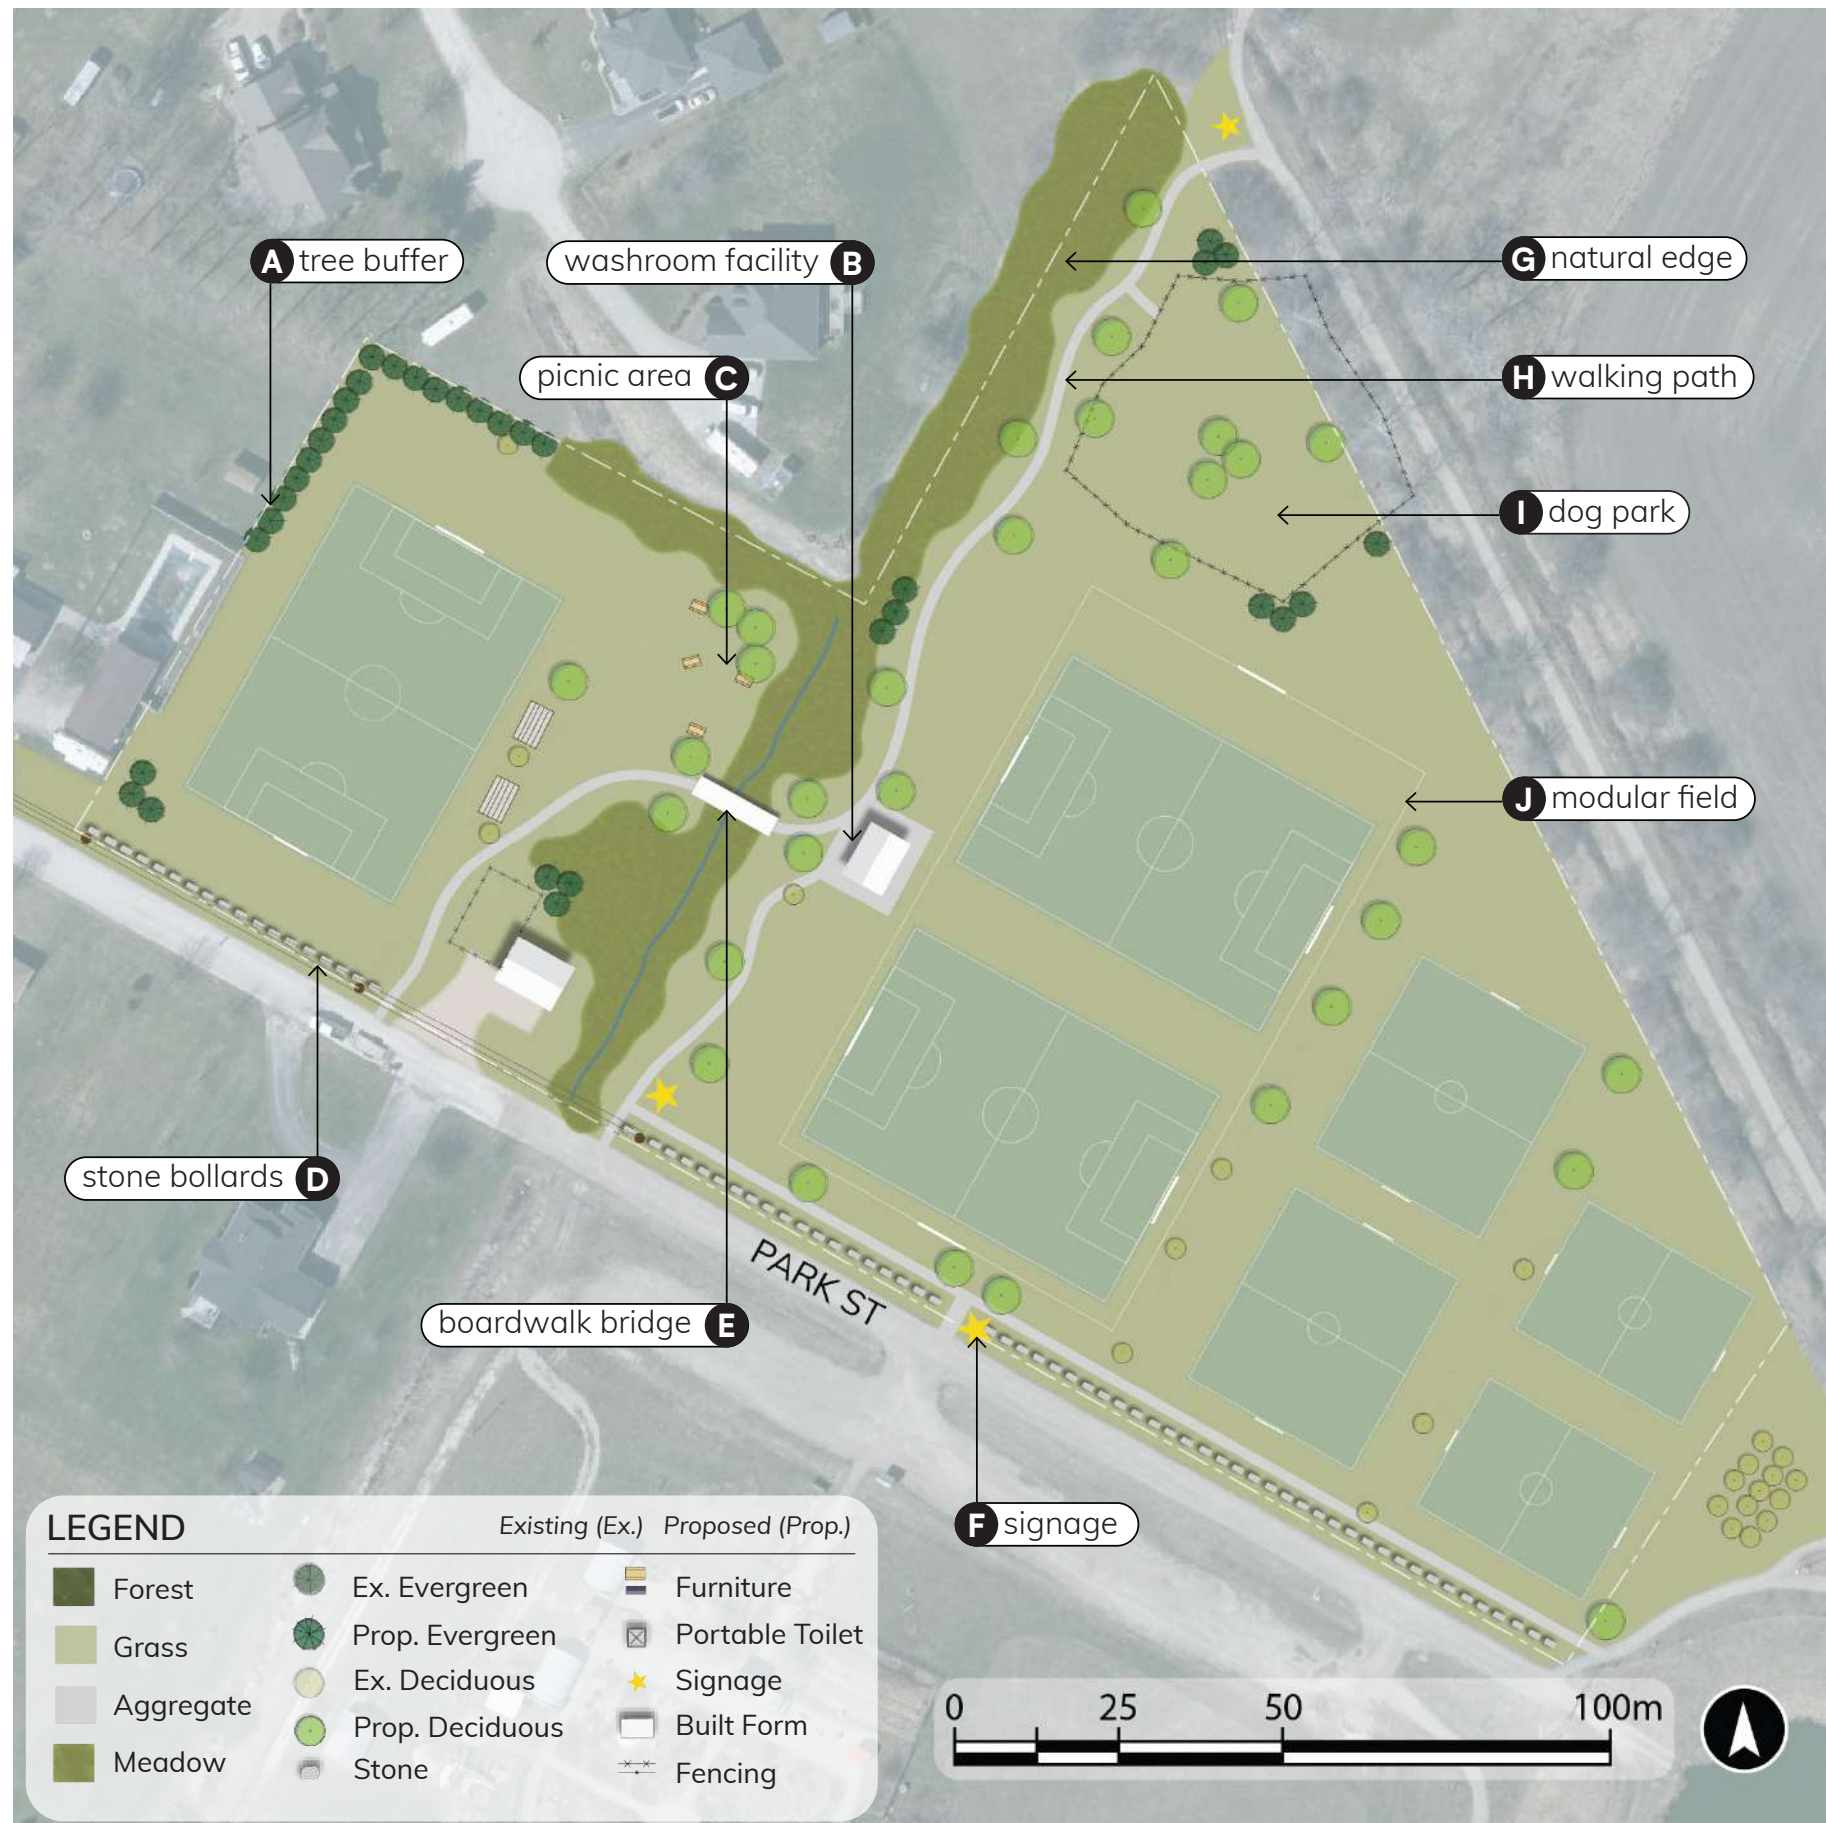 G natural edge
A tree buffer
washroom facility B
picnic area C
H walking path
I dog park
J modular field
stone bollards D
PARK ST
boardwalk bridge E
F signage
LEGEND
Existing (Ex.) Proposed (Prop.)
Forest
Grass
Aggregate
Meadow
Ex. Evergreen
Prop. Evergreen
Ex. Deciduous
Prop. Deciduous
Stone
Furniture
Portable Toilet
Signage
Built Form
Fencing
0 25 50 100m